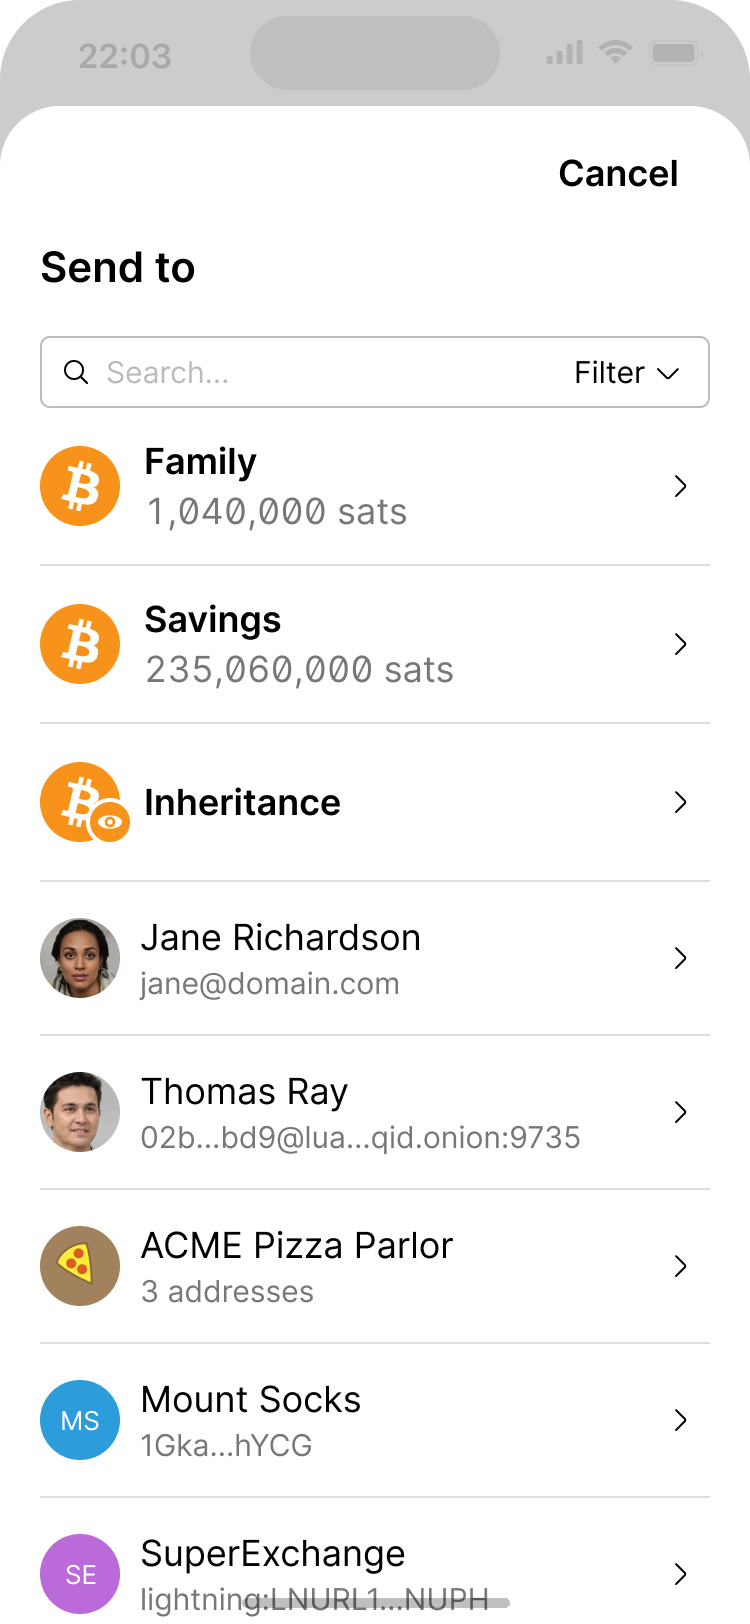 22:03
Cancel
Send to
Search...
Filter
Family
1,040,000 sats
Savings
235,060,000 sats
Inheritance
Jane Richardson
jane@domain.com
Thomas Ray
02b...bd9@lua...qid.onion:9735
ACME Pizza Parlor
3 addresses
MS
Mount Socks
1Gka...hYCG
SE
SuperExchange
lightning:LNURL1...NUPH